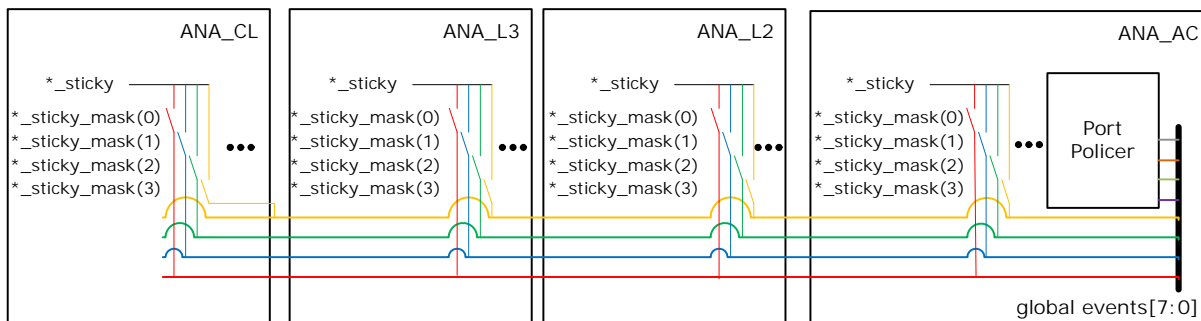 ANA_CL
*_sticky
*_sticky_mask(0)
*_sticky_mask(1)
*_sticky_mask(2)
*_sticky_mask(3)
ANA_L3
*_sticky
*_sticky_mask(0)
*_sticky_mask(1)
*_sticky_mask(2)
*_sticky_mask(3)
ANA_L2
*_sticky
*_sticky_mask(0)
*_sticky_mask(1)
*_sticky_mask(2)
*_sticky_mask(3)
ANA_AC
*_sticky
*_sticky_mask(0)
*_sticky_mask(1)
*_sticky_mask(2)
*_sticky_mask(3)
Port
Policer
global events[7:0]